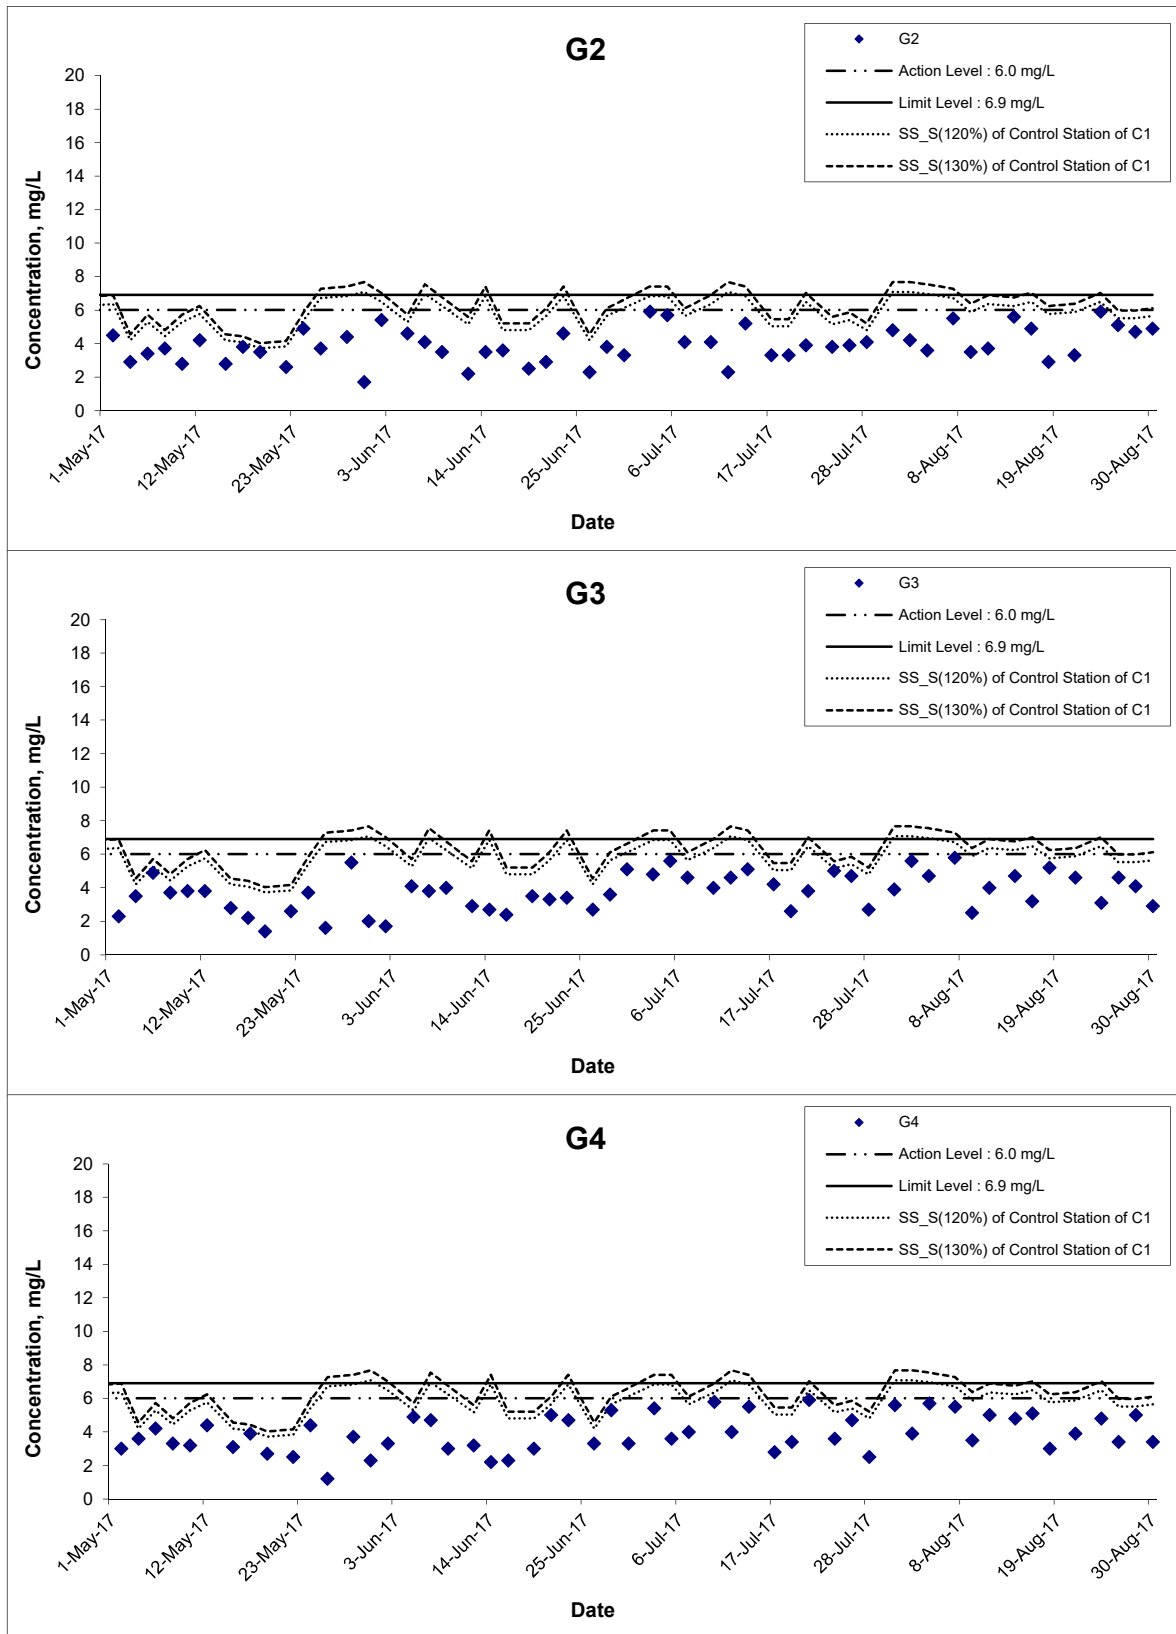 G2
G2
Action Level : 6.0 mg/L
Limit Level : 6.9 mg/L
SS_S(120%) of Control Station of C1
SS_S(130%) of Control Station of C1
Concentration, mg/L
20
18
16
14
12
10
8
6
4
2
0
1-May-17
12-May-17
23-May-17
3-Jun-17
14-Jun-17
25-Jun-17
6-Jul-17
17-Jul-17
28-Jul-17
8-Aug-17
19-Aug-17
30-Aug-17
Date
G3
G3
Action Level : 6.0 mg/L
Limit Level : 6.9 mg/L
SS_S(120%) of Control Station of C1
SS_S(130%) of Control Station of C1
Concentration, mg/L
20
18
16
14
12
10
8
6
4
2
0
1-May-17
12-May-17
23-May-17
3-Jun-17
14-Jun-17
25-Jun-17
6-Jul-17
17-Jul-17
28-Jul-17
8-Aug-17
19-Aug-17
30-Aug-17
Date
G4
G4
Action Level : 6.0 mg/L
Limit Level : 6.9 mg/L
SS_S(120%) of Control Station of C1
SS_S(130%) of Control Station of C1
Concentration, mg/L
20
18
16
14
12
10
8
6
4
2
0
1-May-17
12-May-17
23-May-17
3-Jun-17
14-Jun-17
25-Jun-17
6-Jul-17
17-Jul-17
28-Jul-17
8-Aug-17
19-Aug-17
30-Aug-17
Date